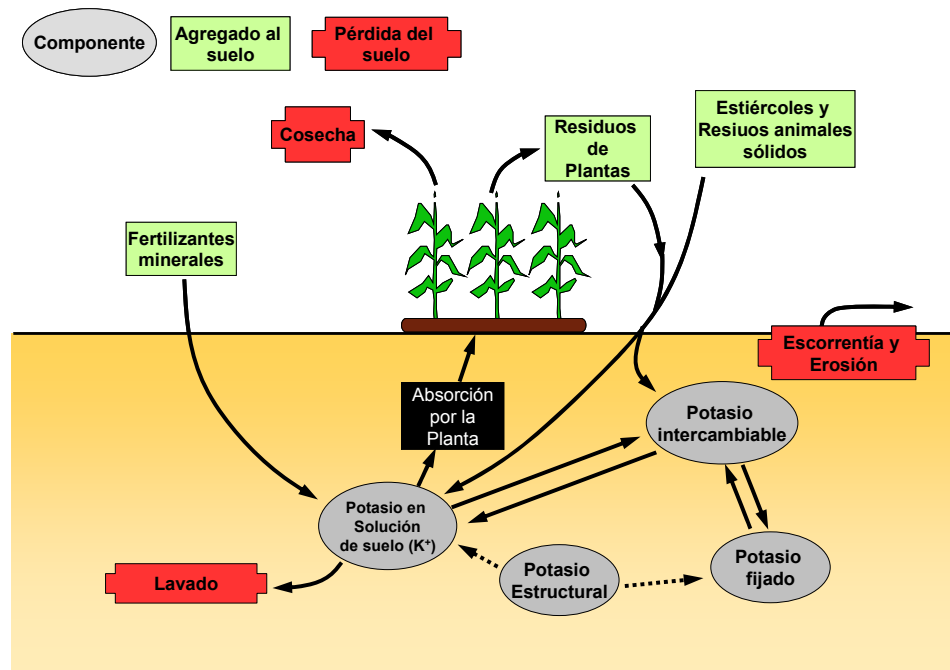 Componente
Agregado al
suelo
Pérdida del
suelo
Cosecha
Residuos
de
Plantas
Estiércoles y
Resiuos animales
sólidos
Fertilizantes
minerales
Escorrentía y
Erosión
Absorción
por la
Planta
Potasio
intercambiable
Potasio en
Solución
de suelo (K⁺)
Potasio
Estructural
Potasio
fijado
Lavado